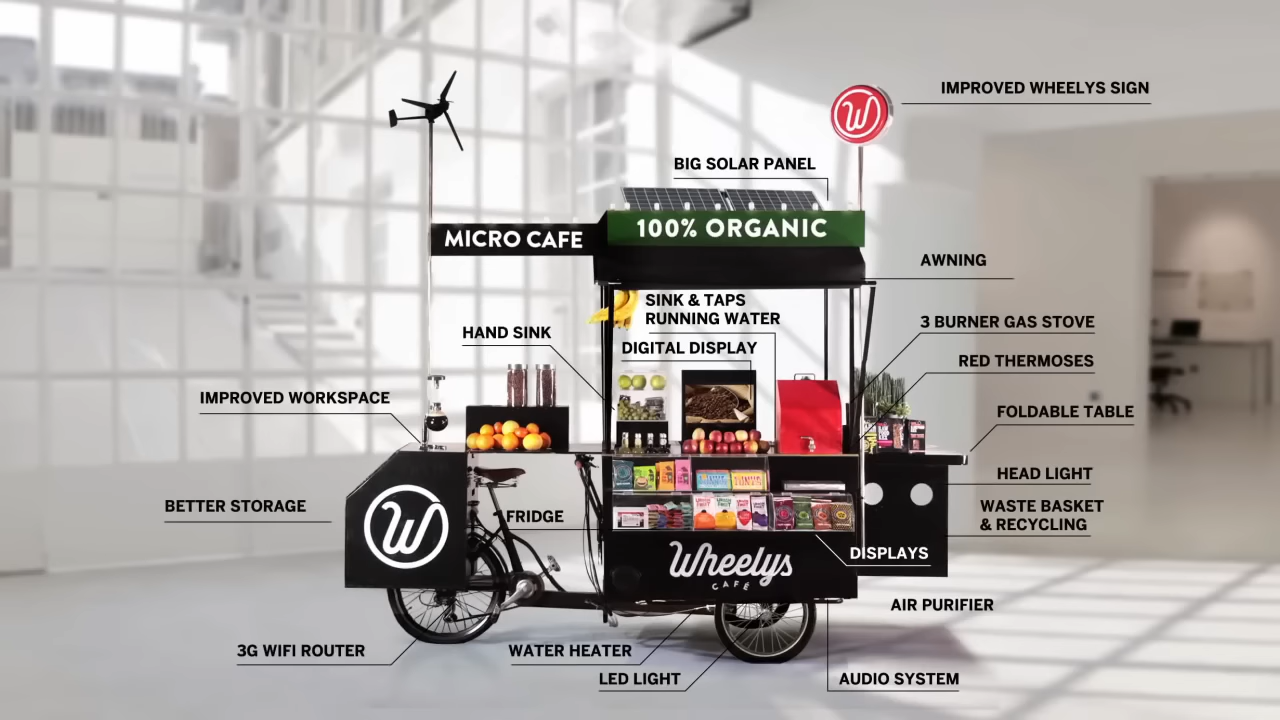 IMPROVED WHEELYS SIGN
W
BIG SOLAR PANEL
100% ORGANIC
MICRO CAFE
AWNING
SINK & TAPS
RUNNING WATER
3 BURNER GAS STOVE
HAND SINK
DIGITAL DISPLAY
RED THERMOSES
IMPROVED WORKSPACE
FOLDABLE TABLE
HEAD LIGHT
BETTER STORAGE
W
FRIDGE
WASTE BASKET
& RECYCLING
DISPLAYS
Wheelys
CAFÉ
AIR PURIFIER
3G WIFI ROUTER
WATER HEATER
LED LIGHT
AUDIO SYSTEM